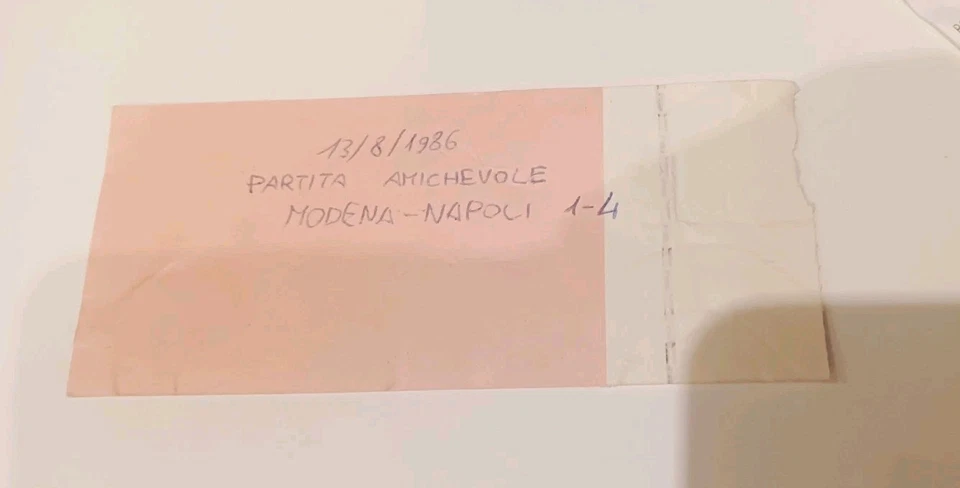 13/8/1986
PARTITA AMICHEVOLE
MODENA-NAPOLI 1-4